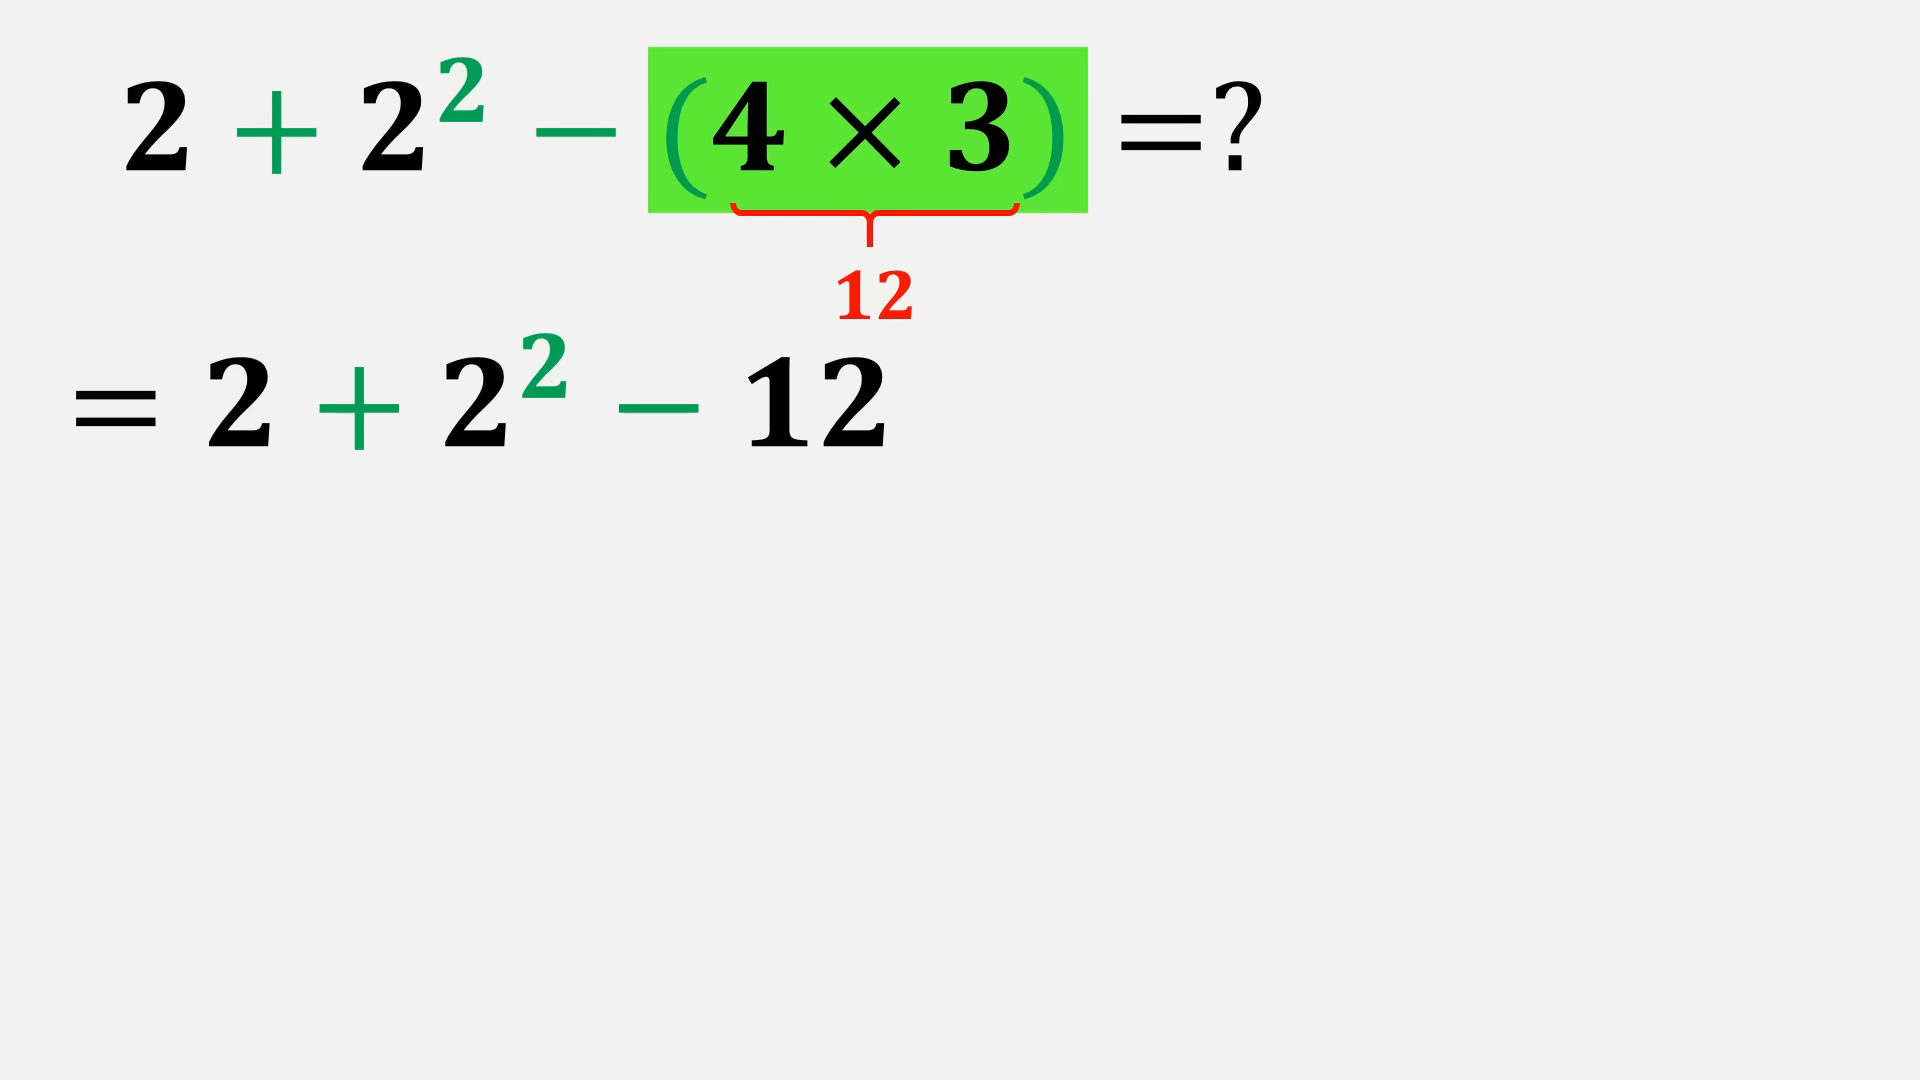 2 + 2² − (4 × 3) =?
12
= 2 + 2² − 12